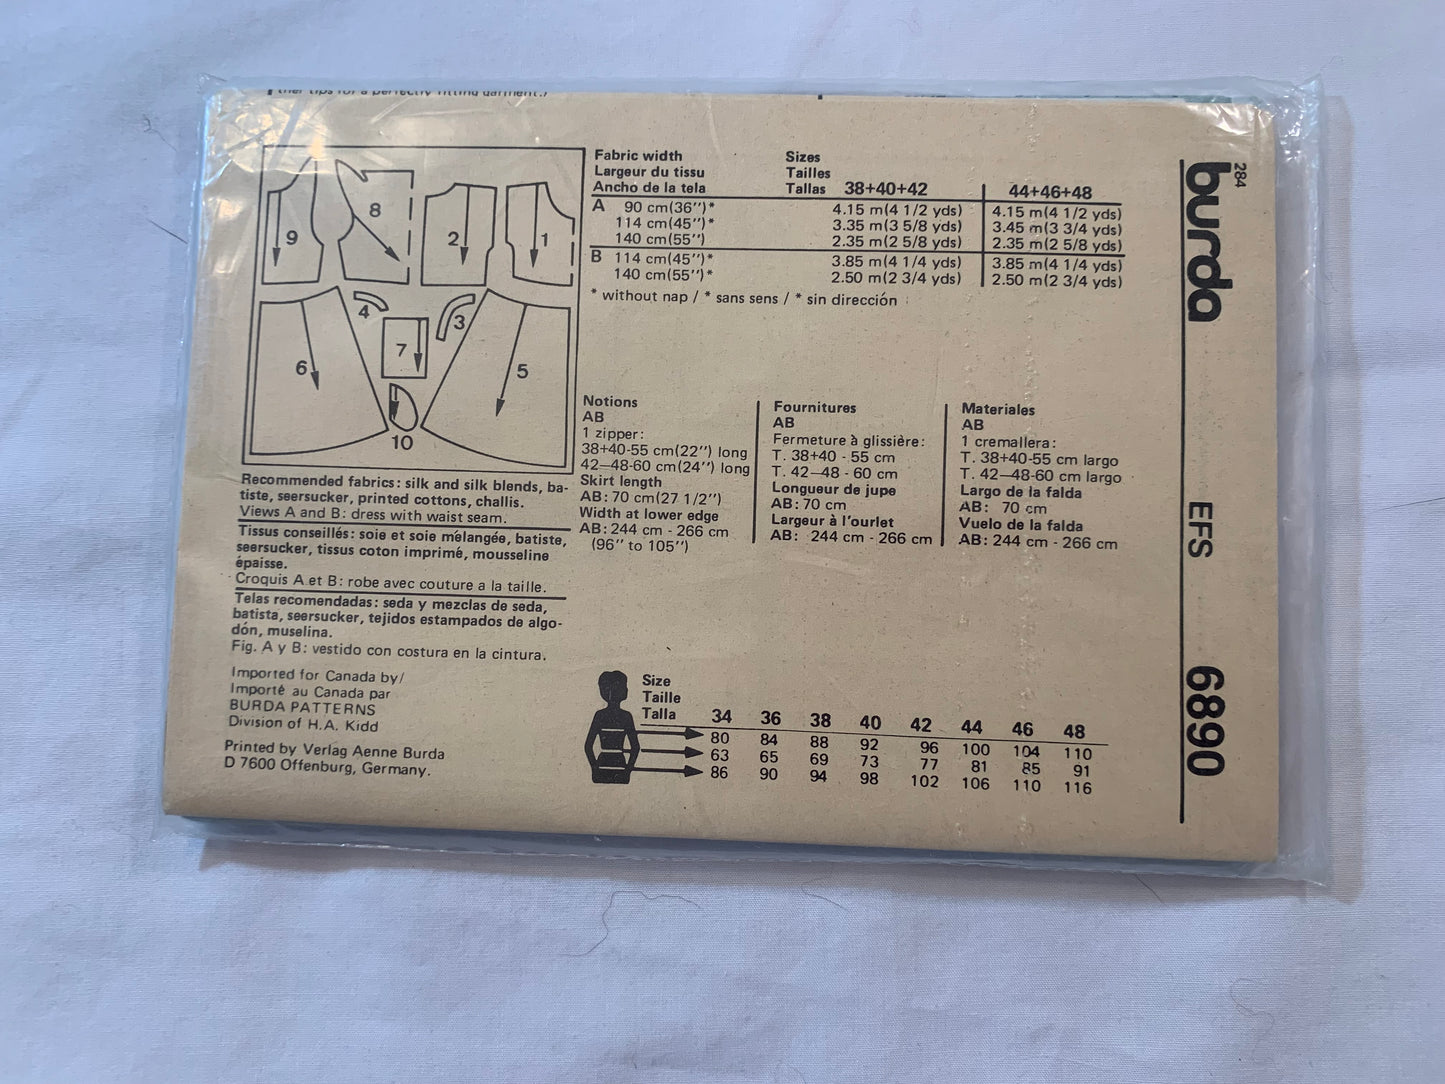 ther tips for a perfectly fitting garment.)
9
8
2
1
4
3
7
6
5
10
Fabric width
Largeur du tissu
Ancho de la tela
Sizes
Tailles
Tallas 38+40+42 44+46+48
A 90 cm(36'')* 4.15 m(4 1/2 yds) 4.15 m(4 1/2 yds)
114 cm(45'')* 3.35 m(3 5/8 yds) 3.45 m(3 3/4 yds)
140 cm(55'') 2.35 m(2 5/8 yds) 2.35 m(2 5/8 yds)
B 114 cm(45'')* 3.85 m(4 1/4 yds) 3.85 m(4 1/4 yds)
140 cm(55'')* 2.50 m(2 3/4 yds) 2.50 m(2 3/4 yds)
* without nap / * sans sens / * sin dirección
Notions
AB
1 zipper:
38+40-55 cm(22'') long
42–48-60 cm(24'') long
Skirt length
AB: 70 cm(27 1/2'')
Width at lower edge
AB: 244 cm - 266 cm
(96'' to 105'')
Fournitures
AB
Fermeture à glissière:
T. 38+40 - 55 cm
T. 42–48 - 60 cm
Longueur de jupe
AB: 70 cm
Largeur à l'ourlet
AB: 244 cm - 266 cm
Materiales
AB
1 cremallera:
T. 38+40-55 cm largo
T. 42–48-60 cm largo
Largo de la falda
AB: 70 cm
Vuelo de la falda
AB: 244 cm - 266 cm
Recommended fabrics: silk and silk blends, ba-
tiste, seersucker, printed cottons, challis.
Views A and B: dress with waist seam.
Tissus conseillés: soie et soie mélangée, batiste,
seersucker, tissus coton imprimé, mousseline
épaisse.
Croquis A et B: robe avec couture a la taille.
Telas recomendadas: seda y mezclas de seda,
batista, seersucker, tejidos estampados de algo-
dón, muselina.
Fig. A y B: vestido con costura en la cintura.
Imported for Canada by/
Importé au Canada par
BURDA PATTERNS
Division of H.A. Kidd
Printed by Verlag Aenne Burda
D 7600 Offenburg, Germany.
Size
Taille
Talla 34 36 38 40 42 44 46 48
80 84 88 92 96 100 104 110
63 65 69 73 77 81 85 91
86 90 94 98 102 106 110 116
284
burda
EFS
6890